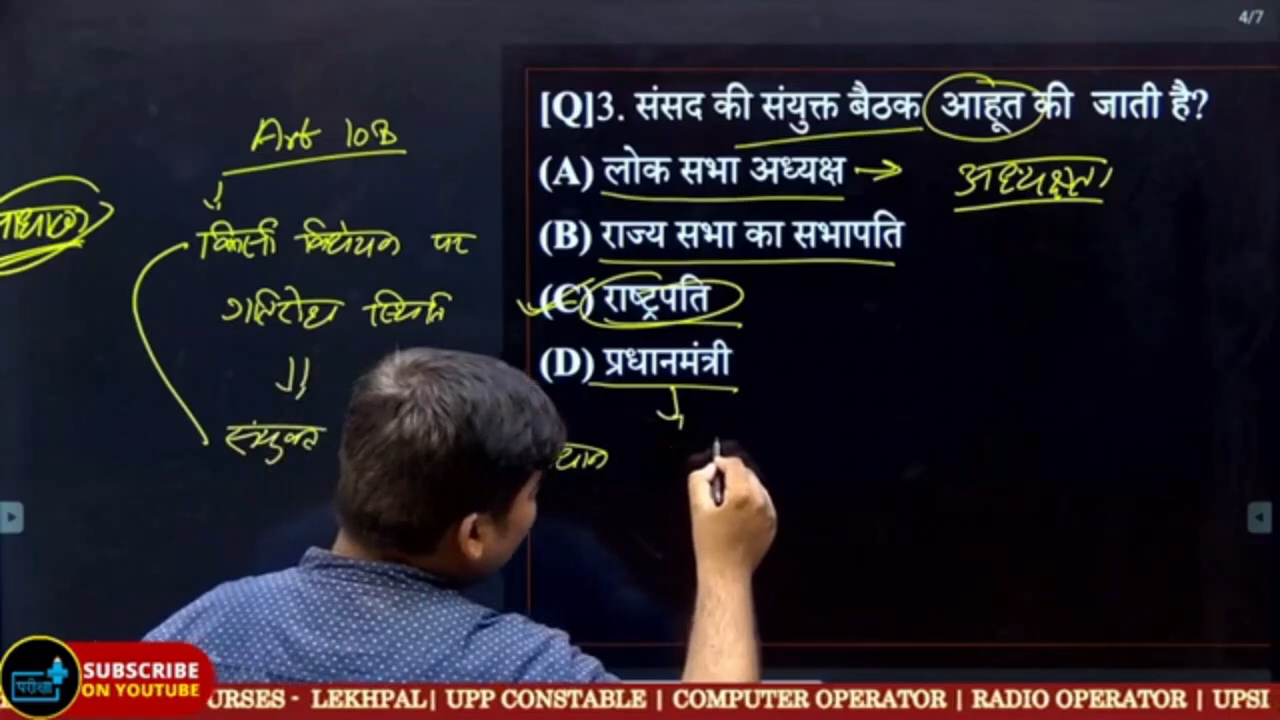 4/7
[Q]3. संसद की संयुक्त बैठक आहूत की जाती है?
(A) लोक सभा अध्यक्ष → अध्यक्षता
(B) राज्य सभा का सभापति
(C) राष्ट्रपति
(D) प्रधानमंत्री
Art 108
किसी विधेयक पर
गतिरोध स्थिति
संयुक्त
SUBSCRIBE
ON YOUTUBE
परीक्षा
URSES - LEKHPAL| UPP CONSTABLE | COMPUTER OPERATOR | RADIO OPERATOR | UPSI